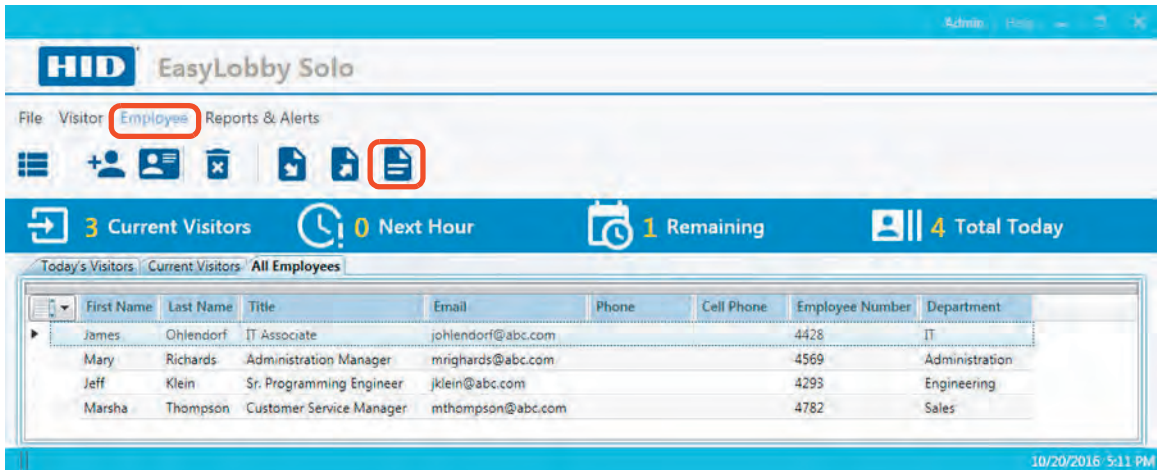 Admin Help
HID EasyLobby Solo
File Visitor Employee Reports & Alerts
3 Current Visitors 0 Next Hour 1 Remaining 4 Total Today
Today's Visitors Current Visitors All Employees
First Name Last Name Title Email Phone Cell Phone Employee Number Department
James Ohlendorf IT Associate johlendorf@abc.com 4428 IT
Mary Richards Administration Manager mrighards@abc.com 4569 Administration
Jeff Klein Sr. Programming Engineer jklein@abc.com 4293 Engineering
Marsha Thompson Customer Service Manager mthompson@abc.com 4782 Sales
10/20/2016 5:11 PM